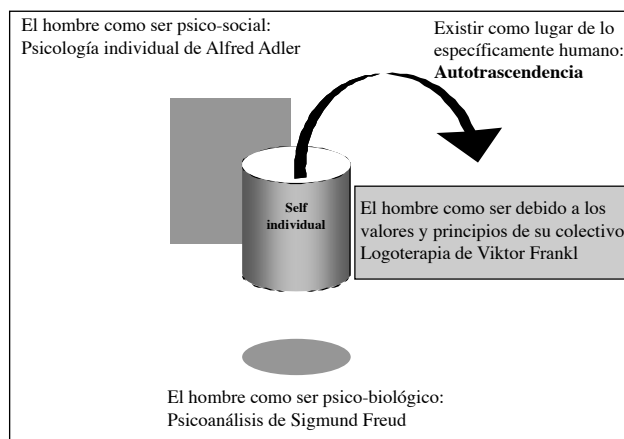 El hombre como ser psico-social:
Psicología individual de Alfred Adler
Existir como lugar de lo
específicamente humano:
Autotrascendencia
Self
individual
El hombre como ser debido a los
valores y principios de su colectivo
Logoterapia de Viktor Frankl
El hombre como ser psico-biológico:
Psicoanálisis de Sigmund Freud